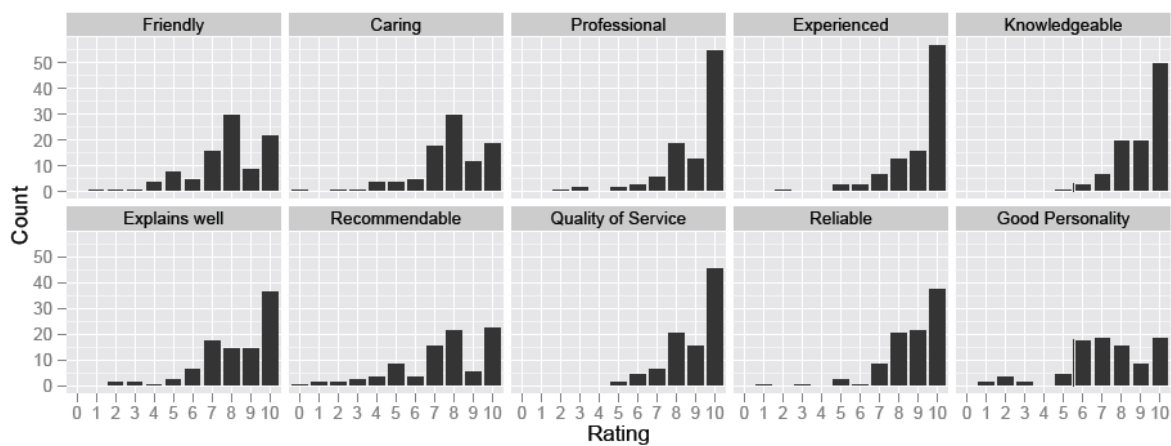 Friendly Caring Professional Experienced Knowledgeable
50
40
30
20
10
0
Explains well Recommendable Quality of Service Reliable Good Personality
50
40
30
20
10
0
Count
0 1 2 3 4 5 6 7 8 9 10 0 1 2 3 4 5 6 7 8 9 10 0 1 2 3 4 5 6 7 8 9 10 0 1 2 3 4 5 6 7 8 9 10 0 1 2 3 4 5 6 7 8 9 10
Rating